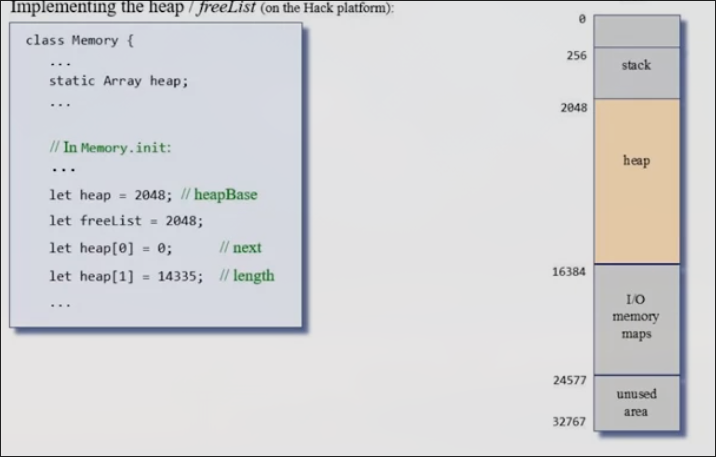 Implementing the heap / freeList (on the Hack platform):
class Memory {
...
static Array heap;
...
// In Memory.init:
...
let heap = 2048; // heapBase
let freeList = 2048;
let heap[0] = 0; // next
let heap[1] = 14335; // length
...
0
256
stack
2048
heap
16384
I/O
memory
maps
24577
unused
area
32767